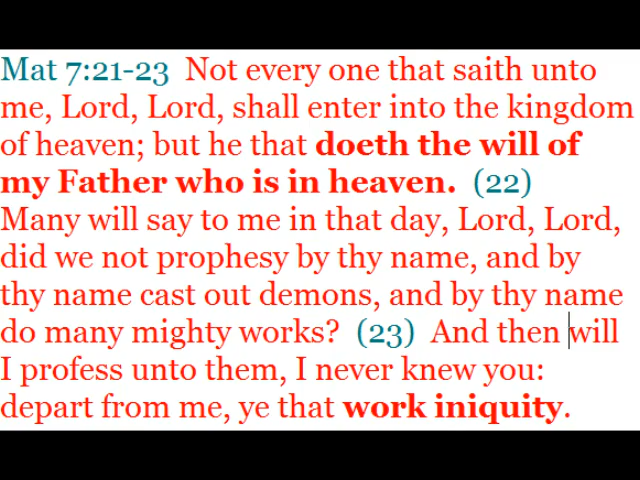 Mat 7:21-23 Not every one that saith unto
me, Lord, Lord, shall enter into the kingdom
of heaven; but he that doeth the will of
my Father who is in heaven. (22)
Many will say to me in that day, Lord, Lord,
did we not prophesy by thy name, and by
thy name cast out demons, and by thy name
do many mighty works? (23) And then will
I profess unto them, I never knew you:
depart from me, ye that work iniquity.